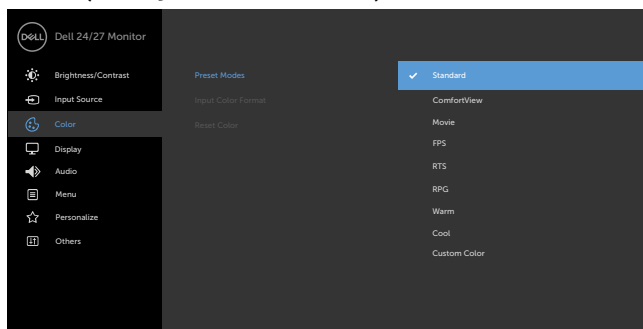 DELL Dell 24/27 Monitor
Brightness/Contrast
Input Source
Color
Display
Audio
Menu
Personalize
Others
Preset Modes
Input Color Format
Reset Color
Standard
ComfortView
Movie
FPS
RTS
RPG
Warm
Cool
Custom Color